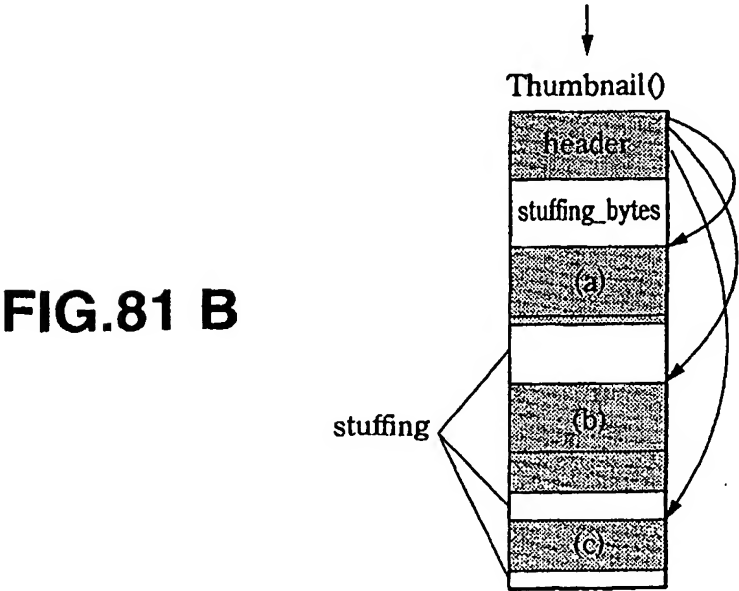 Thumbnail()
header
stuffing_bytes
(a)
FIG.81 B
(b)
stuffing
(c)